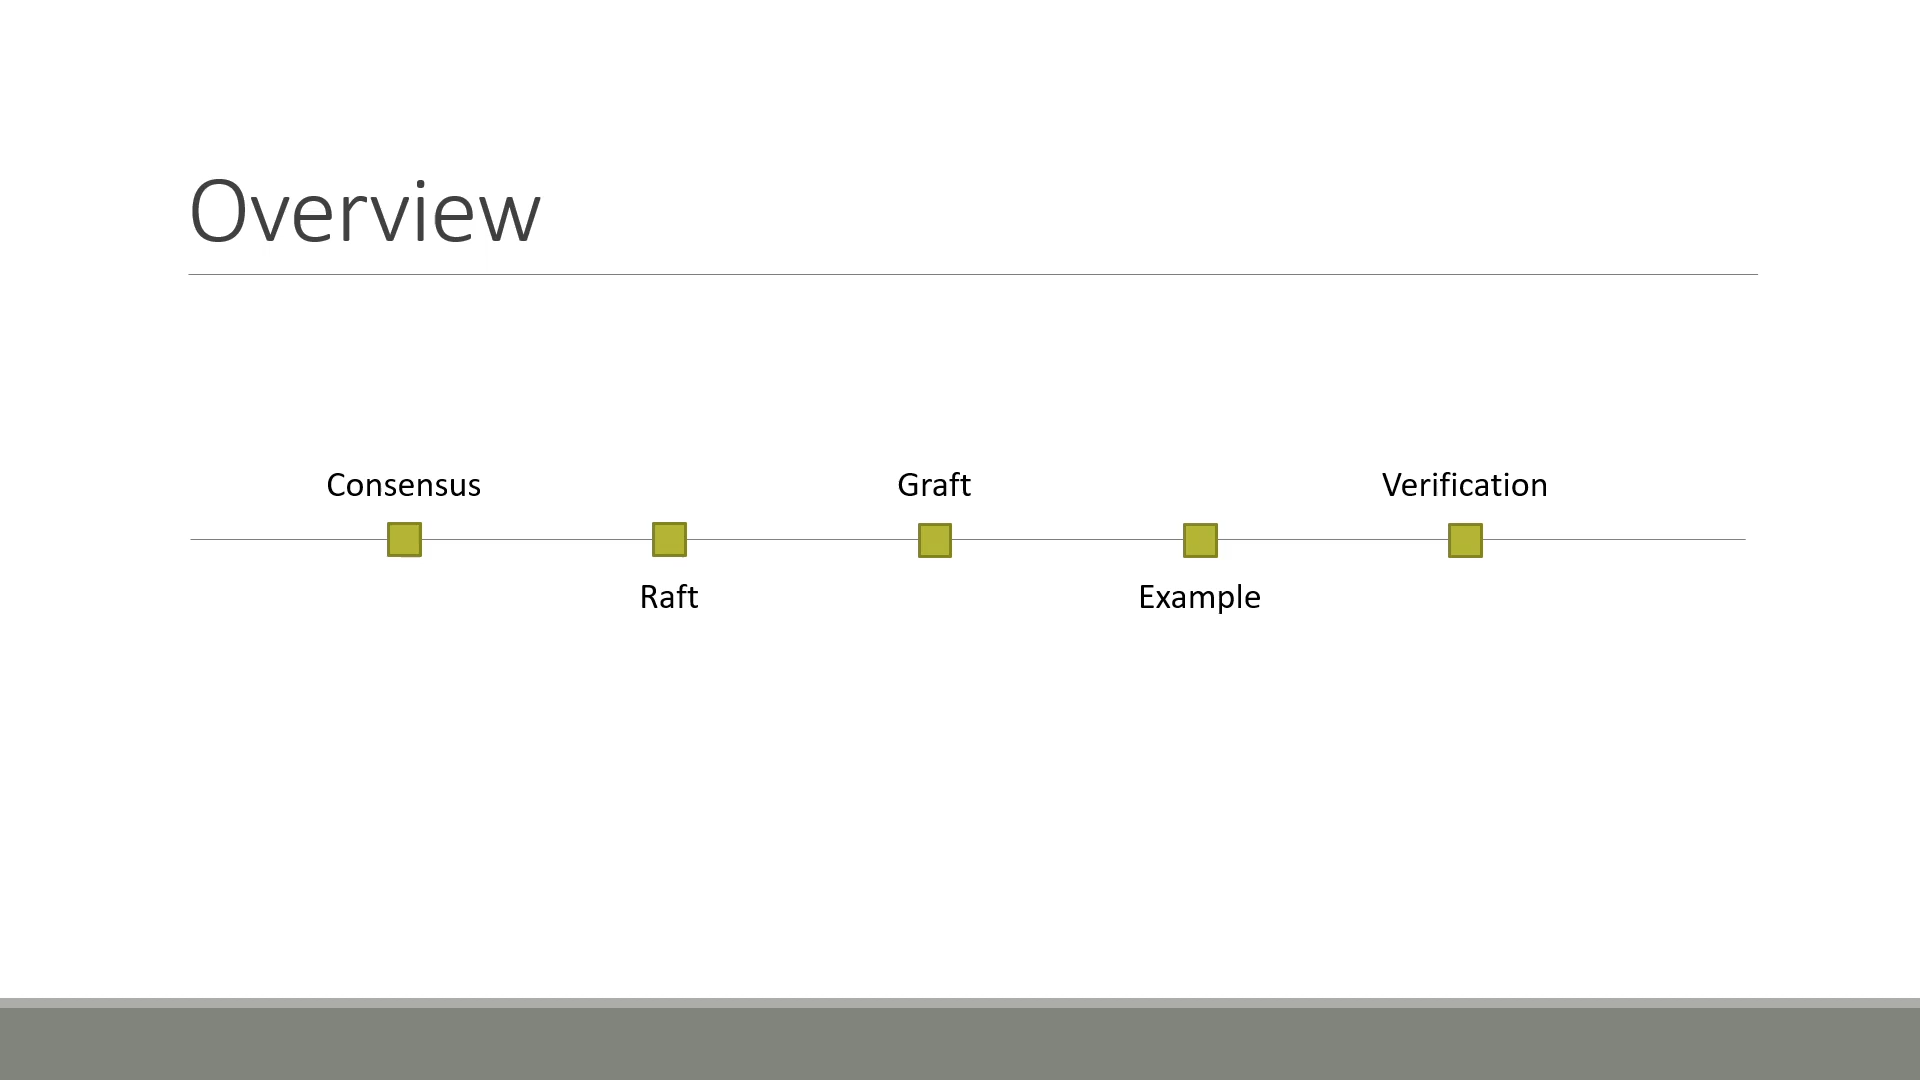 Overview
Consensus
Raft
Graft
Example
Verification